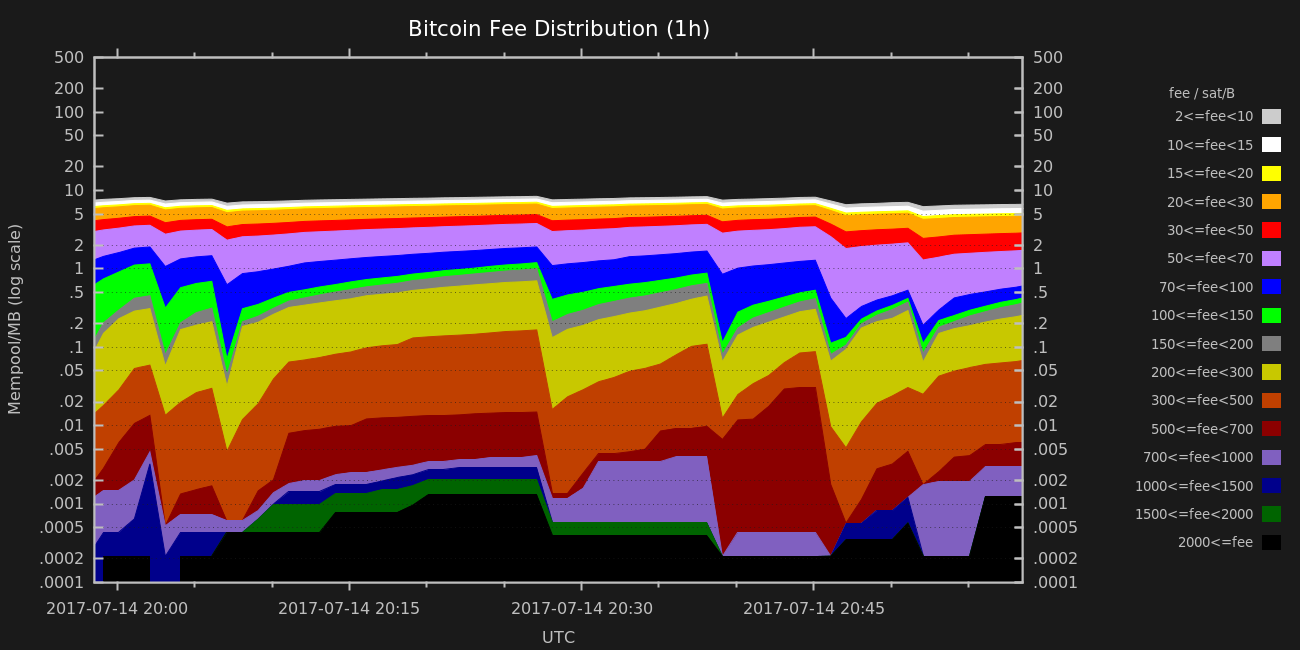 Bitcoin Fee Distribution (1h)
500
200
100
50
20
10
5
2
1
.5
.2
.1
.05
.02
.01
.005
.002
.001
.0005
.0002
.0001
Mempool/MB (log scale)
500
200
100
50
20
10
5
2
1
.5
.2
.1
.05
.02
.01
.005
.002
.001
.0005
.0002
.0001
2017-07-14 20:00
2017-07-14 20:15
2017-07-14 20:30
2017-07-14 20:45
UTC
fee / sat/B
2<=fee<10
10<=fee<15
15<=fee<20
20<=fee<30
30<=fee<50
50<=fee<70
70<=fee<100
100<=fee<150
150<=fee<200
200<=fee<300
300<=fee<500
500<=fee<700
700<=fee<1000
1000<=fee<1500
1500<=fee<2000
2000<=fee